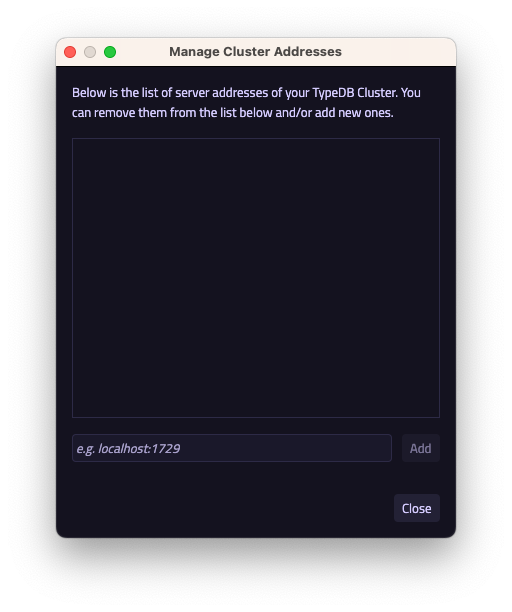 Manage Cluster Addresses
Below is the list of server addresses of your TypeDB Cluster. You
can remove them from the list below and/or add new ones.
e.g. localhost:1729
Add
Close